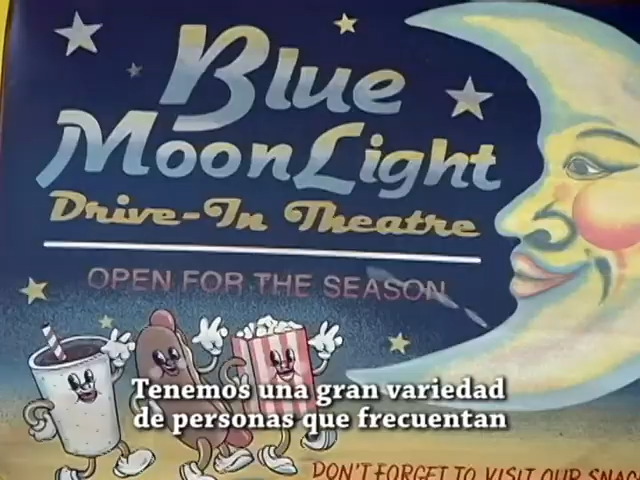 Blue
MoonLight
Drive-In Theatre
OPEN FOR THE SEASON
Tenemos una gran variedad
de personas que frecuentan
DON'T FORGET TO VISIT OUR